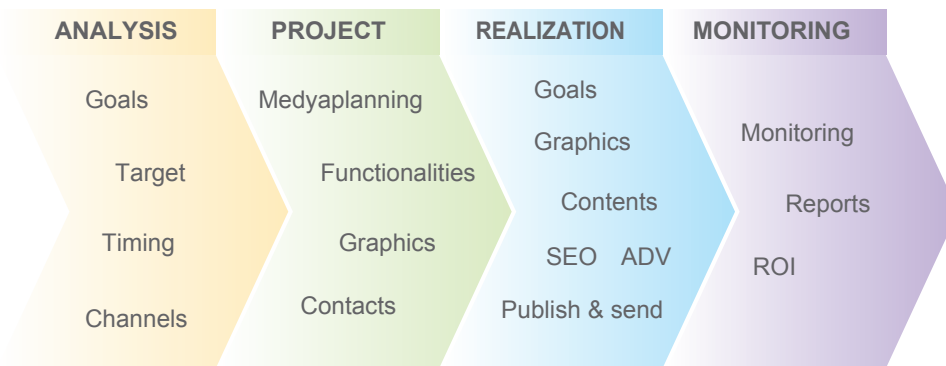 ANALYSIS
Goals
Target
Timing
Channels
PROJECT
Medyaplanning
Functionalities
Graphics
Contacts
REALIZATION
Goals
Graphics
Contents
SEO ADV
Publish & send
MONITORING
Monitoring
Reports
ROI